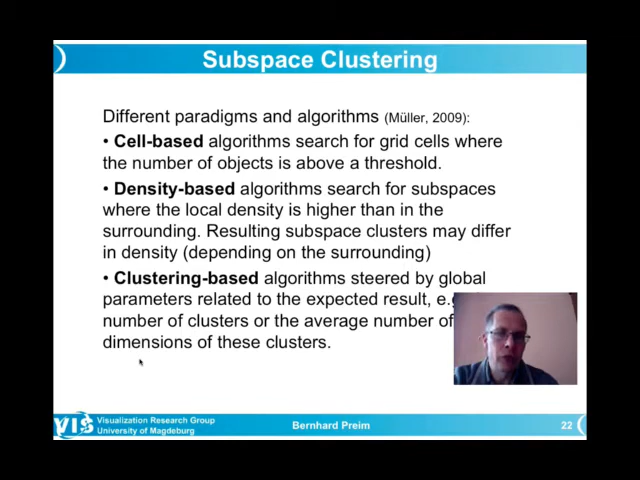 Subspace Clustering
Different paradigms and algorithms (Müller, 2009):
• Cell-based algorithms search for grid cells where
the number of objects is above a threshold.
• Density-based algorithms search for subspaces
where the local density is higher than in the
surrounding. Resulting subspace clusters may differ
in density (depending on the surrounding)
• Clustering-based algorithms steered by global
parameters related to the expected result, e.g
number of clusters or the average number of
dimensions of these clusters.
VIS
Visualization Research Group
University of Magdeburg
Bernhard Preim
22